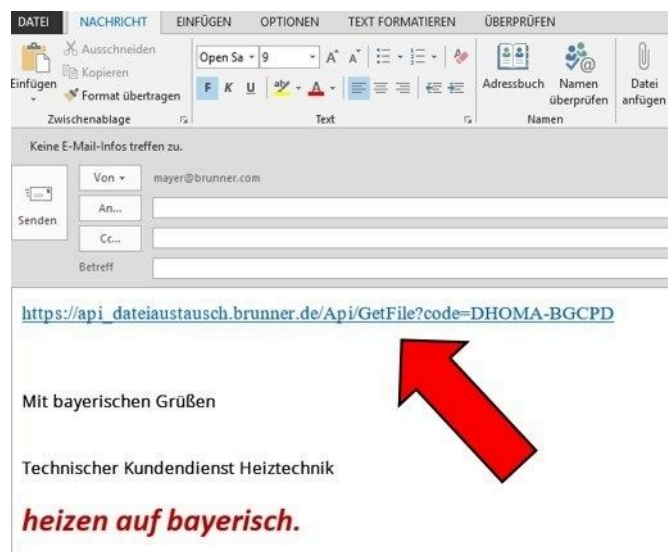 DATEI NACHRICHT EINFÜGEN OPTIONEN TEXT FORMATIEREN ÜBERPRÜFEN
Ausschneiden
Kopieren
Format übertragen
Einfügen
Zwischenablage
Open Sa 9
F K U
Text
Adressbuch Namen überprüfen
Namen
Datei anfügen
Keine E-Mail-Infos treffen zu.
Senden
Von mayer@brunner.com
An...
Cc...
Betreff
https://api_dateiaustausch.brunner.de/Api/GetFile?code=DHOMA-BGCPD
Mit bayerischen Grüßen
Technischer Kundendienst Heiztechnik
heizen auf bayerisch.